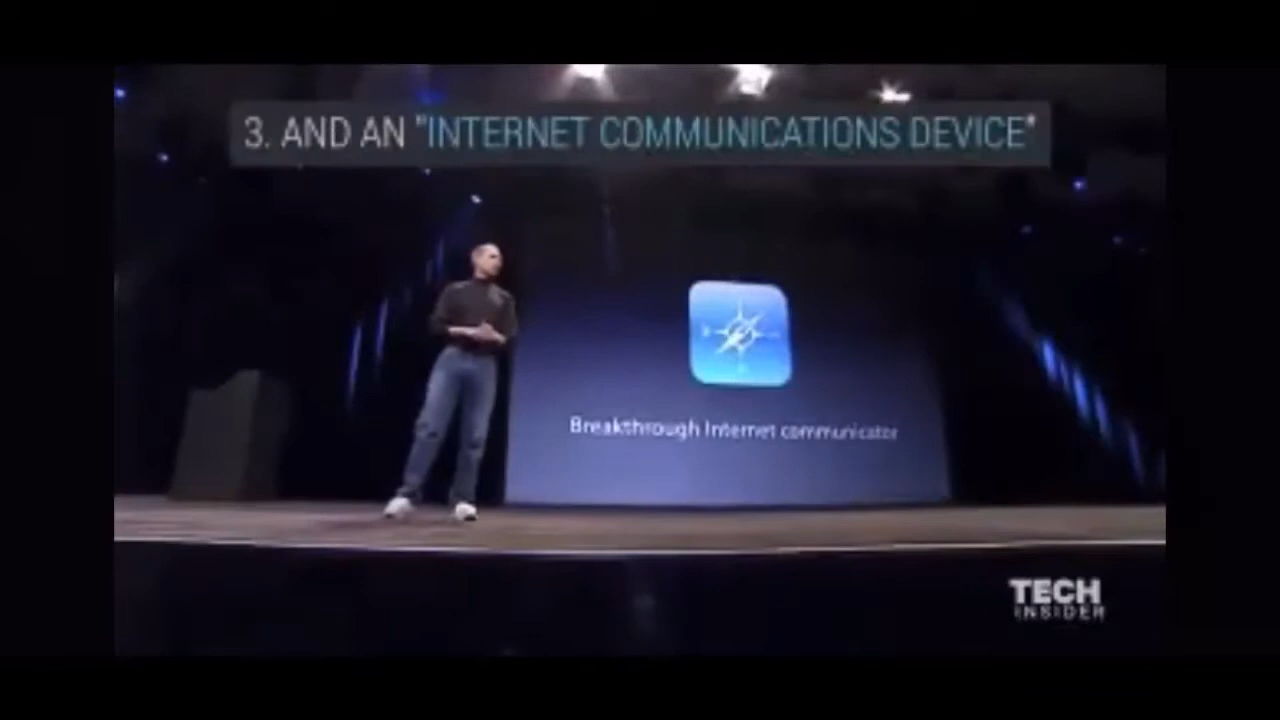 3. AND AN "INTERNET COMMUNICATIONS DEVICE"
Breakthrough Internet communicator
TECH
INSIDER